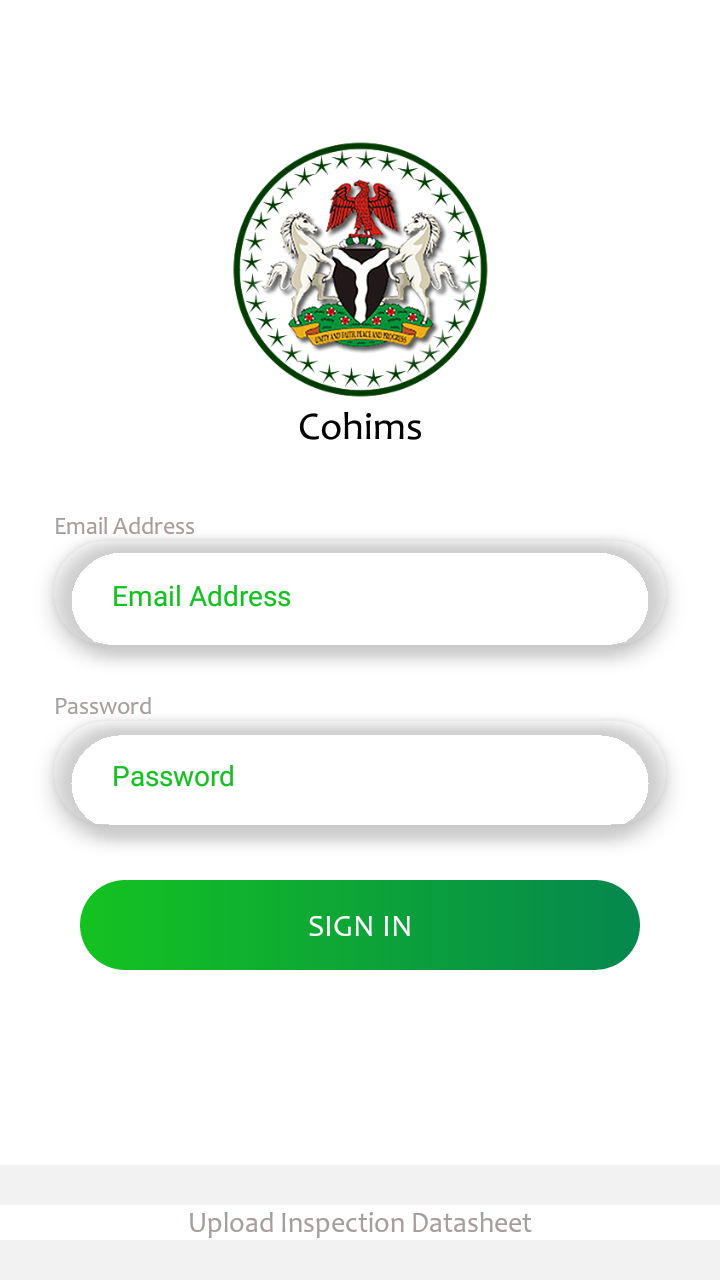 UNITY AND FAITH, PEACE AND PROGRESS
Cohims
Email Address
Email Address
Password
Password
SIGN IN
Upload Inspection Datasheet